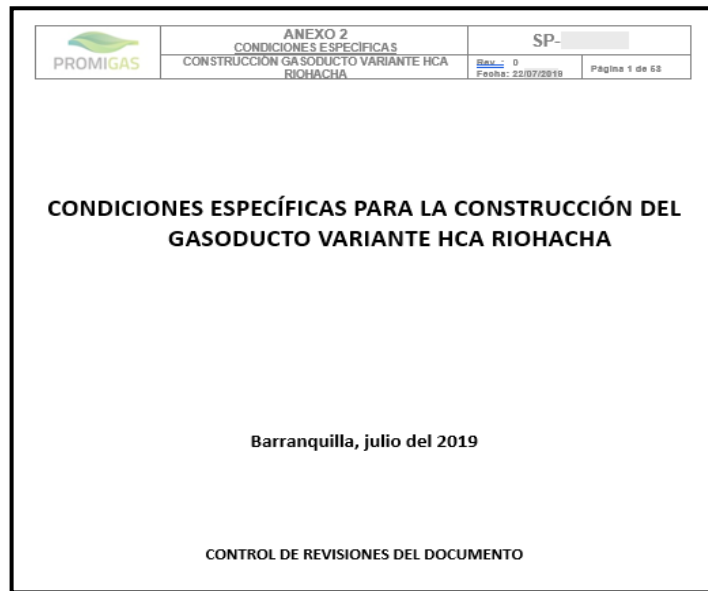 PROMIGAS
ANEXO 2
CONDICIONES ESPECÍFICAS
CONSTRUCCIÓN GASODUCTO VARIANTE HCA
RIOHACHA
SP-
Rev.: 0
Fecha: 22/07/2019
Página 1 de 63
CONDICIONES ESPECÍFICAS PARA LA CONSTRUCCIÓN DEL
GASODUCTO VARIANTE HCA RIOHACHA
Barranquilla, julio del 2019
CONTROL DE REVISIONES DEL DOCUMENTO